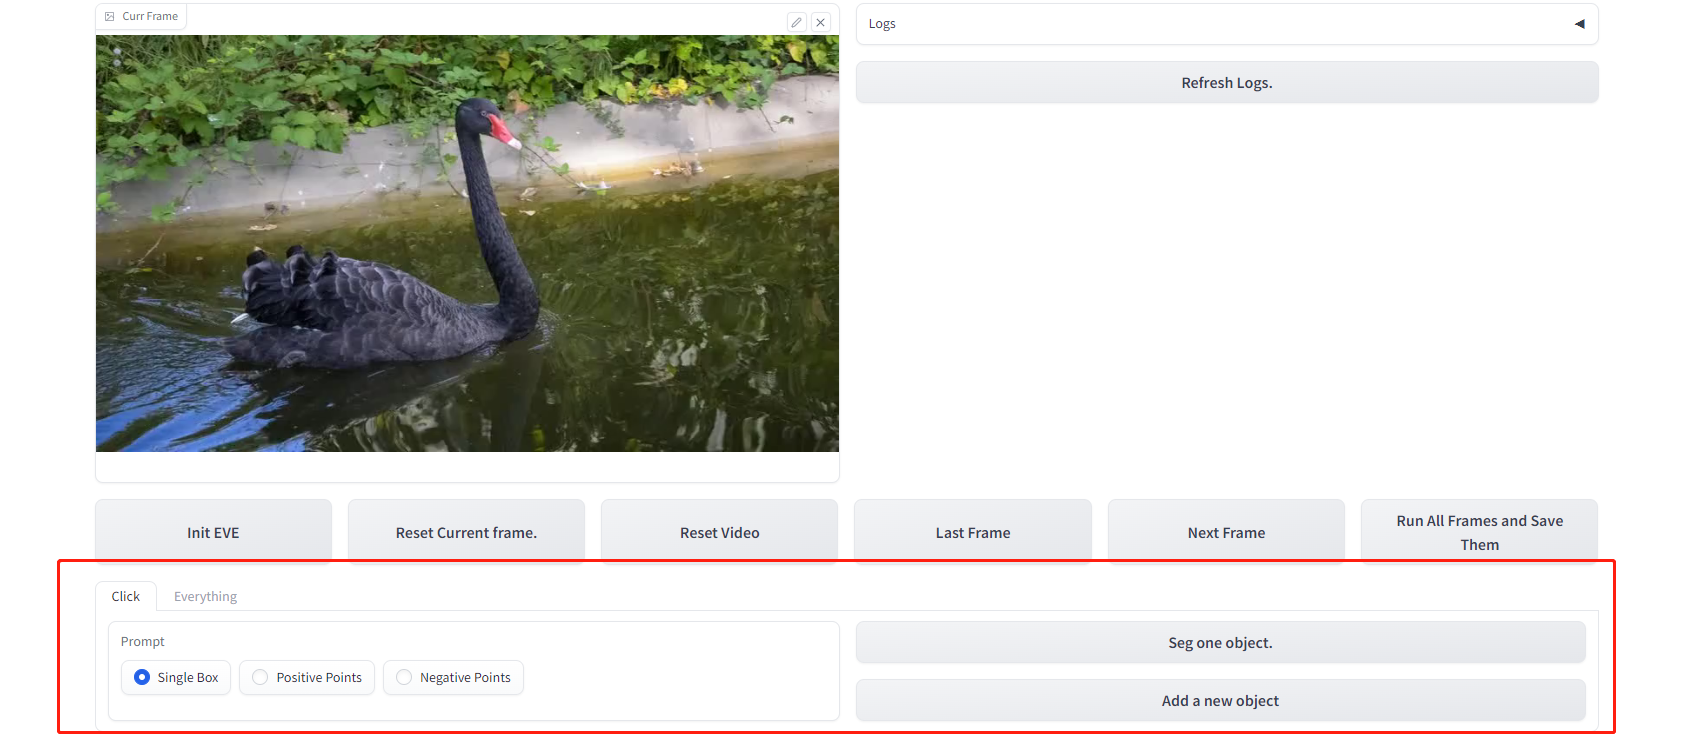 Curr Frame
Logs
Refresh Logs.
Init EVE
Reset Current frame.
Reset Video
Last Frame
Next Frame
Run All Frames and Save
Them
Click
Everything
Prompt
Single Box
Positive Points
Negative Points
Seg one object.
Add a new object